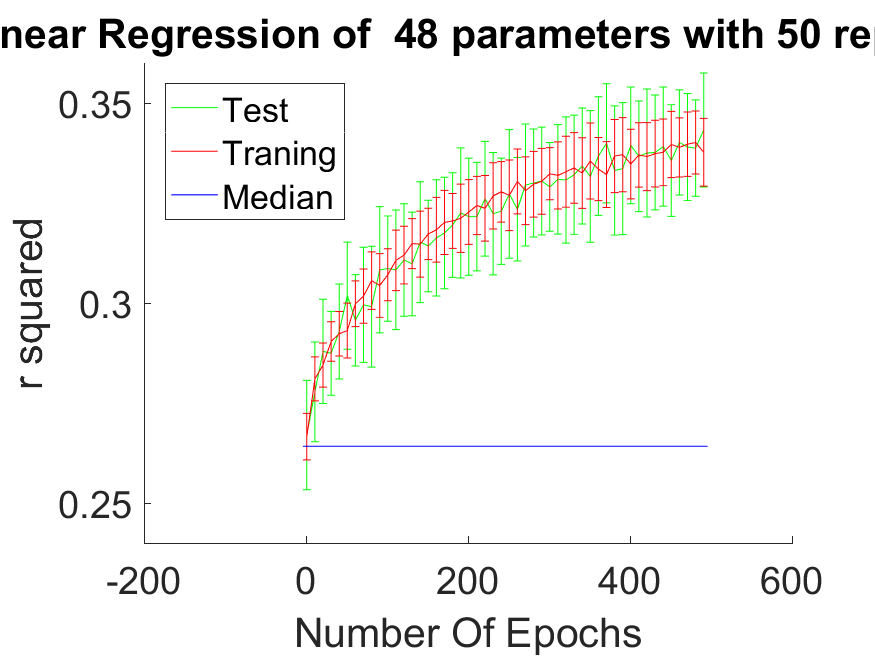 near Regression of 48 parameters with 50 rep
0.35
0.3
0.25
r squared
Test
Traning
Median
-200 0 200 400 600
Number Of Epochs